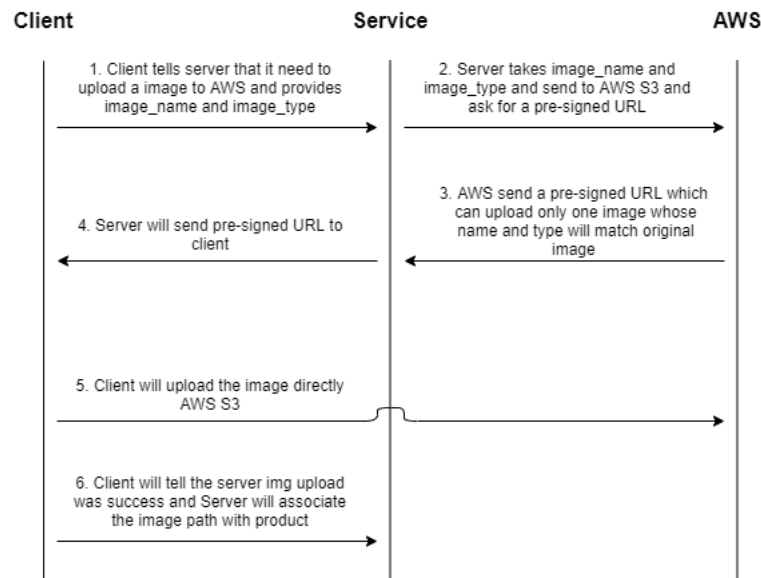 Client
Service
AWS
1. Client tells server that it need to
upload a image to AWS and provides
image_name and image_type
2. Server takes image_name and
image_type and send to AWS S3 and
ask for a pre-signed URL
3. AWS send a pre-signed URL which
can upload only one image whose
name and type will match original
image
4. Server will send pre-signed URL to
client
5. Client will upload the image directly
AWS S3
6. Client will tell the server img upload
was success and Server will associate
the image path with product